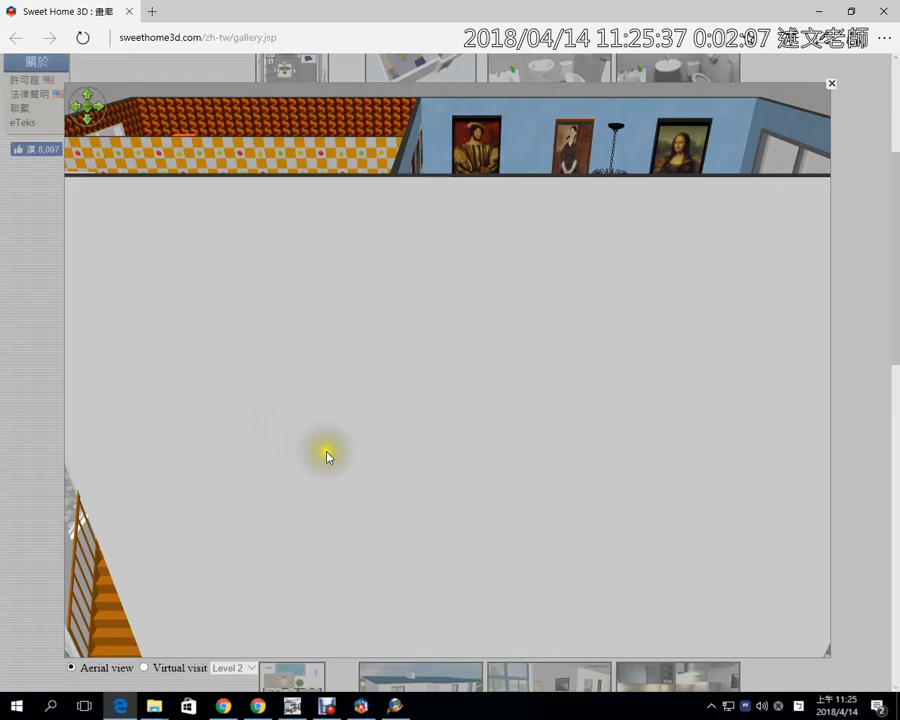 Sweet Home 3D : 畫廊
sweethome3d.com/zh-tw/gallery.jsp
2018/04/14 11:25:37 0:02:07 述文老師
關於
許可證
法律聲明
聯繫
eTeks
讚 8,097
Aerial view Virtual visit Level 2
上午 11:25
2018/4/14
2